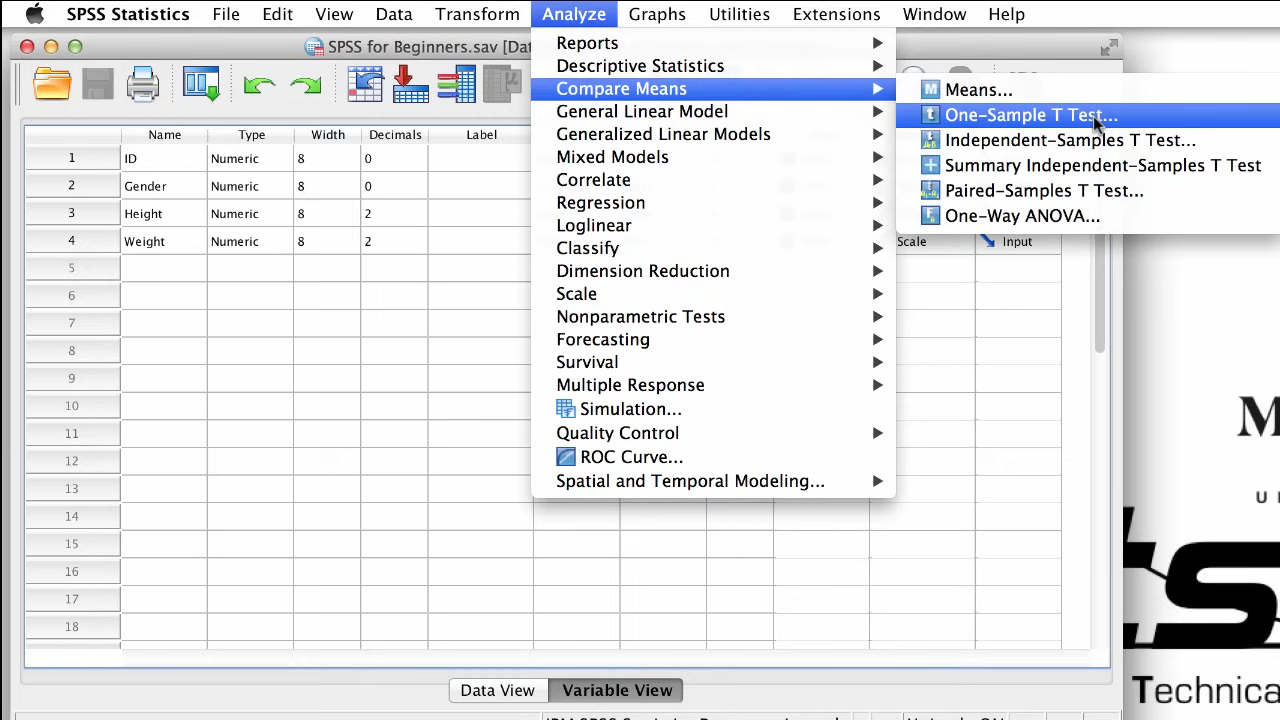 SPSS Statistics File Edit View Data Transform Analyze Graphs Utilities Extensions Window Help
SPSS for Beginners.sav [Dat
Reports
Descriptive Statistics
Compare Means
General Linear Model
Generalized Linear Models
Mixed Models
Correlate
Regression
Loglinear
Classify
Dimension Reduction
Scale
Nonparametric Tests
Forecasting
Survival
Multiple Response
Simulation...
Quality Control
ROC Curve...
Spatial and Temporal Modeling...
Means...
One-Sample T Test...
Independent-Samples T Test...
Summary Independent-Samples T Test
Paired-Samples T Test...
One-Way ANOVA...
Name Type Width Decimals Label
1 ID Numeric 8 0
2 Gender Numeric 8 0
3 Height Numeric 8 2
4 Weight Numeric 8 2 Scale Input
5
6
7
8
9
10
11
12
13
14
15
16
17
18
Data View Variable View
M
U
Technica